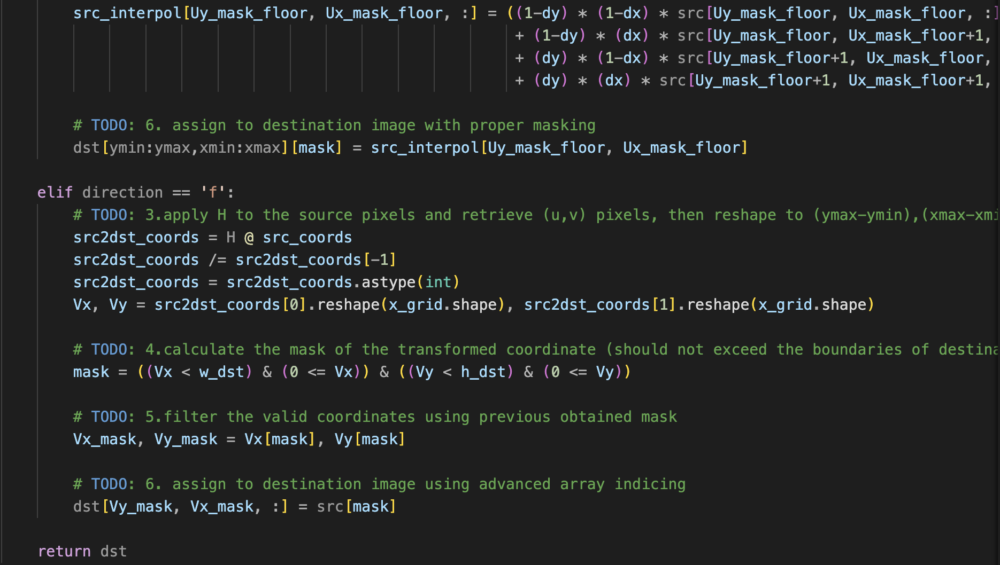 src_interpol[Uy_mask_floor, Ux_mask_floor, :] = ((1-dy) * (1-dx) * src[Uy_mask_floor, Ux_mask_floor, :]
+ (1-dy) * (dx) * src[Uy_mask_floor, Ux_mask_floor+1,
+ (dy) * (1-dx) * src[Uy_mask_floor+1, Ux_mask_floor,
+ (dy) * (dx) * src[Uy_mask_floor+1, Ux_mask_floor+1,
# TODO: 6. assign to destination image with proper masking
dst[ymin:ymax,xmin:xmax][mask] = src_interpol[Uy_mask_floor, Ux_mask_floor]
elif direction == 'f':
# TODO: 3.apply H to the source pixels and retrieve (u,v) pixels, then reshape to (ymax-ymin),(xmax-xmi
src2dst_coords = H @ src_coords
src2dst_coords /= src2dst_coords[-1]
src2dst_coords = src2dst_coords.astype(int)
Vx, Vy = src2dst_coords[0].reshape(x_grid.shape), src2dst_coords[1].reshape(x_grid.shape)
# TODO: 4.calculate the mask of the transformed coordinate (should not exceed the boundaries of destina
mask = ((Vx < w_dst) & (0 <= Vx)) & ((Vy < h_dst) & (0 <= Vy))
# TODO: 5.filter the valid coordinates using previous obtained mask
Vx_mask, Vy_mask = Vx[mask], Vy[mask]
# TODO: 6. assign to destination image using advanced array indicing
dst[Vy_mask, Vx_mask, :] = src[mask]
return dst